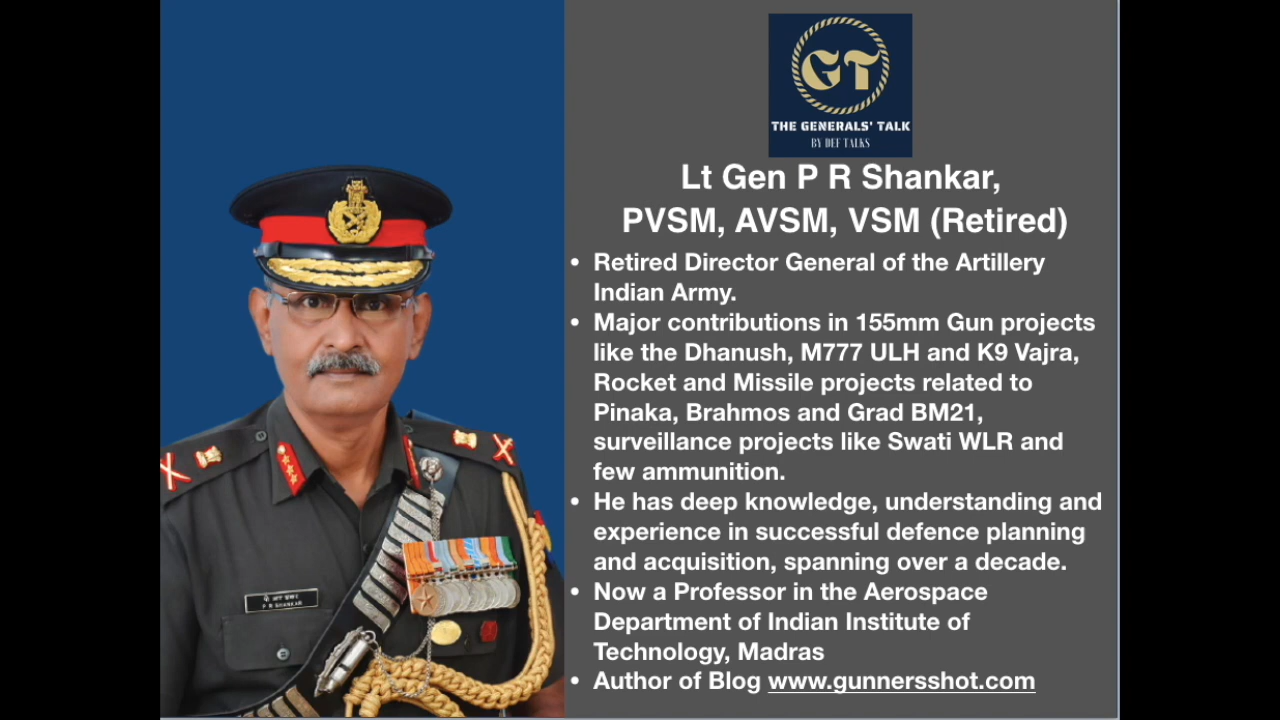 GT
THE GENERALS' TALK
BY DEF TALKS
Lt Gen P R Shankar,
PVSM, AVSM, VSM (Retired)
• Retired Director General of the Artillery
Indian Army.
• Major contributions in 155mm Gun projects
like the Dhanush, M777 ULH and K9 Vajra,
Rocket and Missile projects related to
Pinaka, Brahmos and Grad BM21,
surveillance projects like Swati WLR and
few ammunition.
• He has deep knowledge, understanding and
experience in successful defence planning
and acquisition, spanning over a decade.
• Now a Professor in the Aerospace
Department of Indian Institute of
Technology, Madras
• Author of Blog www.gunnersshot.com
P R SHANKAR